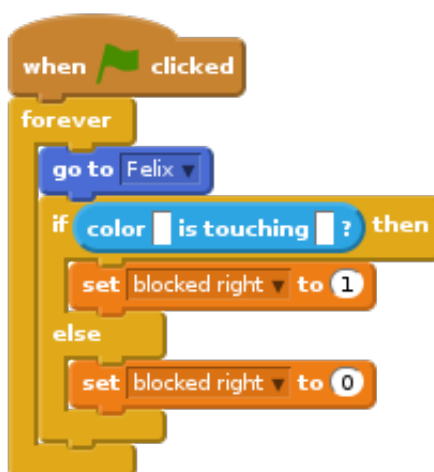 when clicked
forever
go to Felix
if color is touching ? then
set blocked right to 1
else
set blocked right to 0